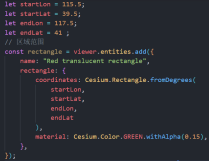 let startLon = 115.5;
let startLat = 39.5;
let endLon = 117.5;
let endLat = 41 ;
// 区域范围
const rectangle = viewer.entities.add({
name: "Red translucent rectangle",
rectangle: {
coordinates: Cesium.Rectangle.fromDegrees(
startLon,
startLat,
endLon,
endLat
),
material: Cesium.Color.GREEN.withAlpha(0.15),
},
});